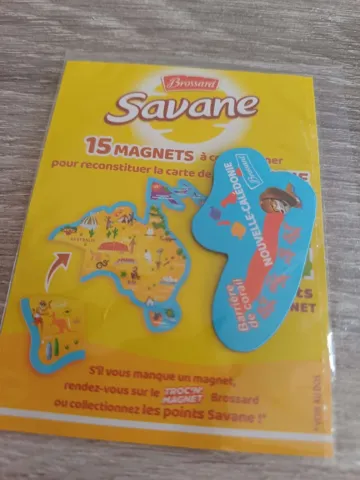 Brossard
Savane
15 MAGNETS à
pour reconstituer la carte de
AUSTRALIE
Brossard
NOUVELLE-CALÉDONIE
Barrière
de corail
S'il vous manque un magnet,
rendez-vous sur le TROC'N' MAGNET Brossard
ou collectionnez les points Savane !*